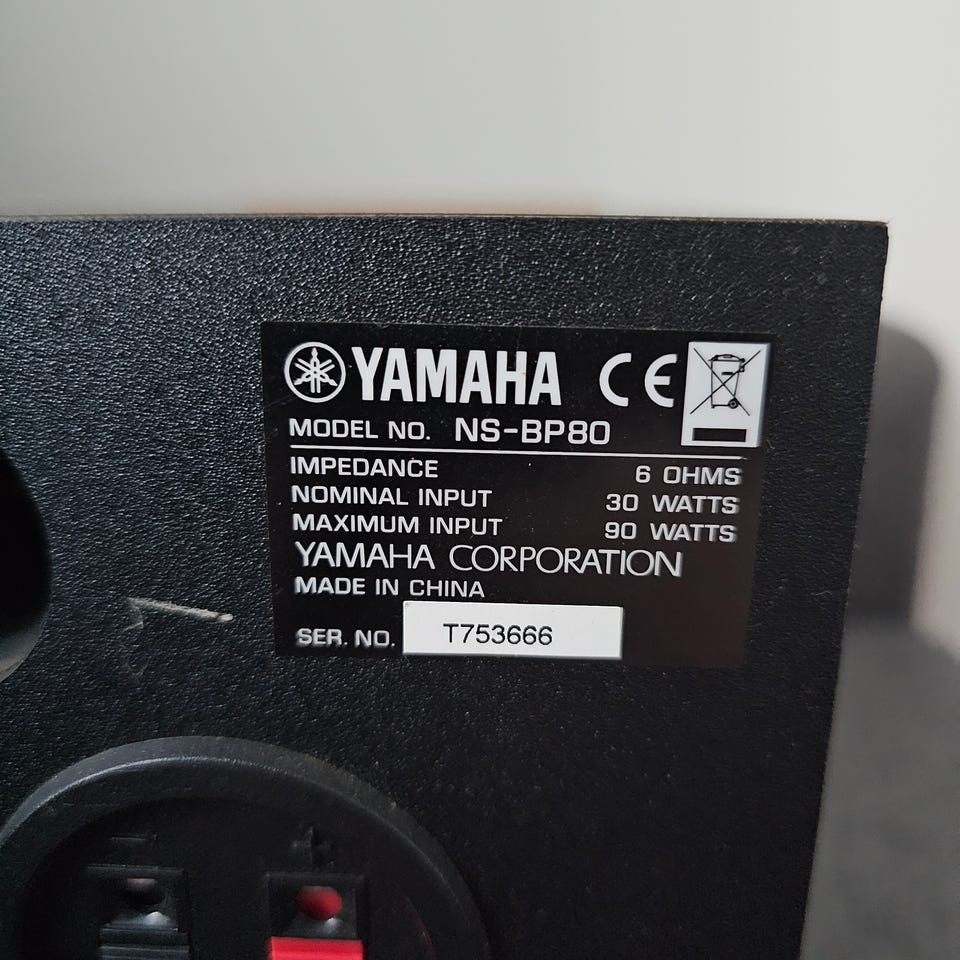 YAMAHA CE
MODEL NO. NS-BP80
IMPEDANCE 6 OHMS
NOMINAL INPUT 30 WATTS
MAXIMUM INPUT 90 WATTS
YAMAHA CORPORATION
MADE IN CHINA
SER. NO. T753666
- +